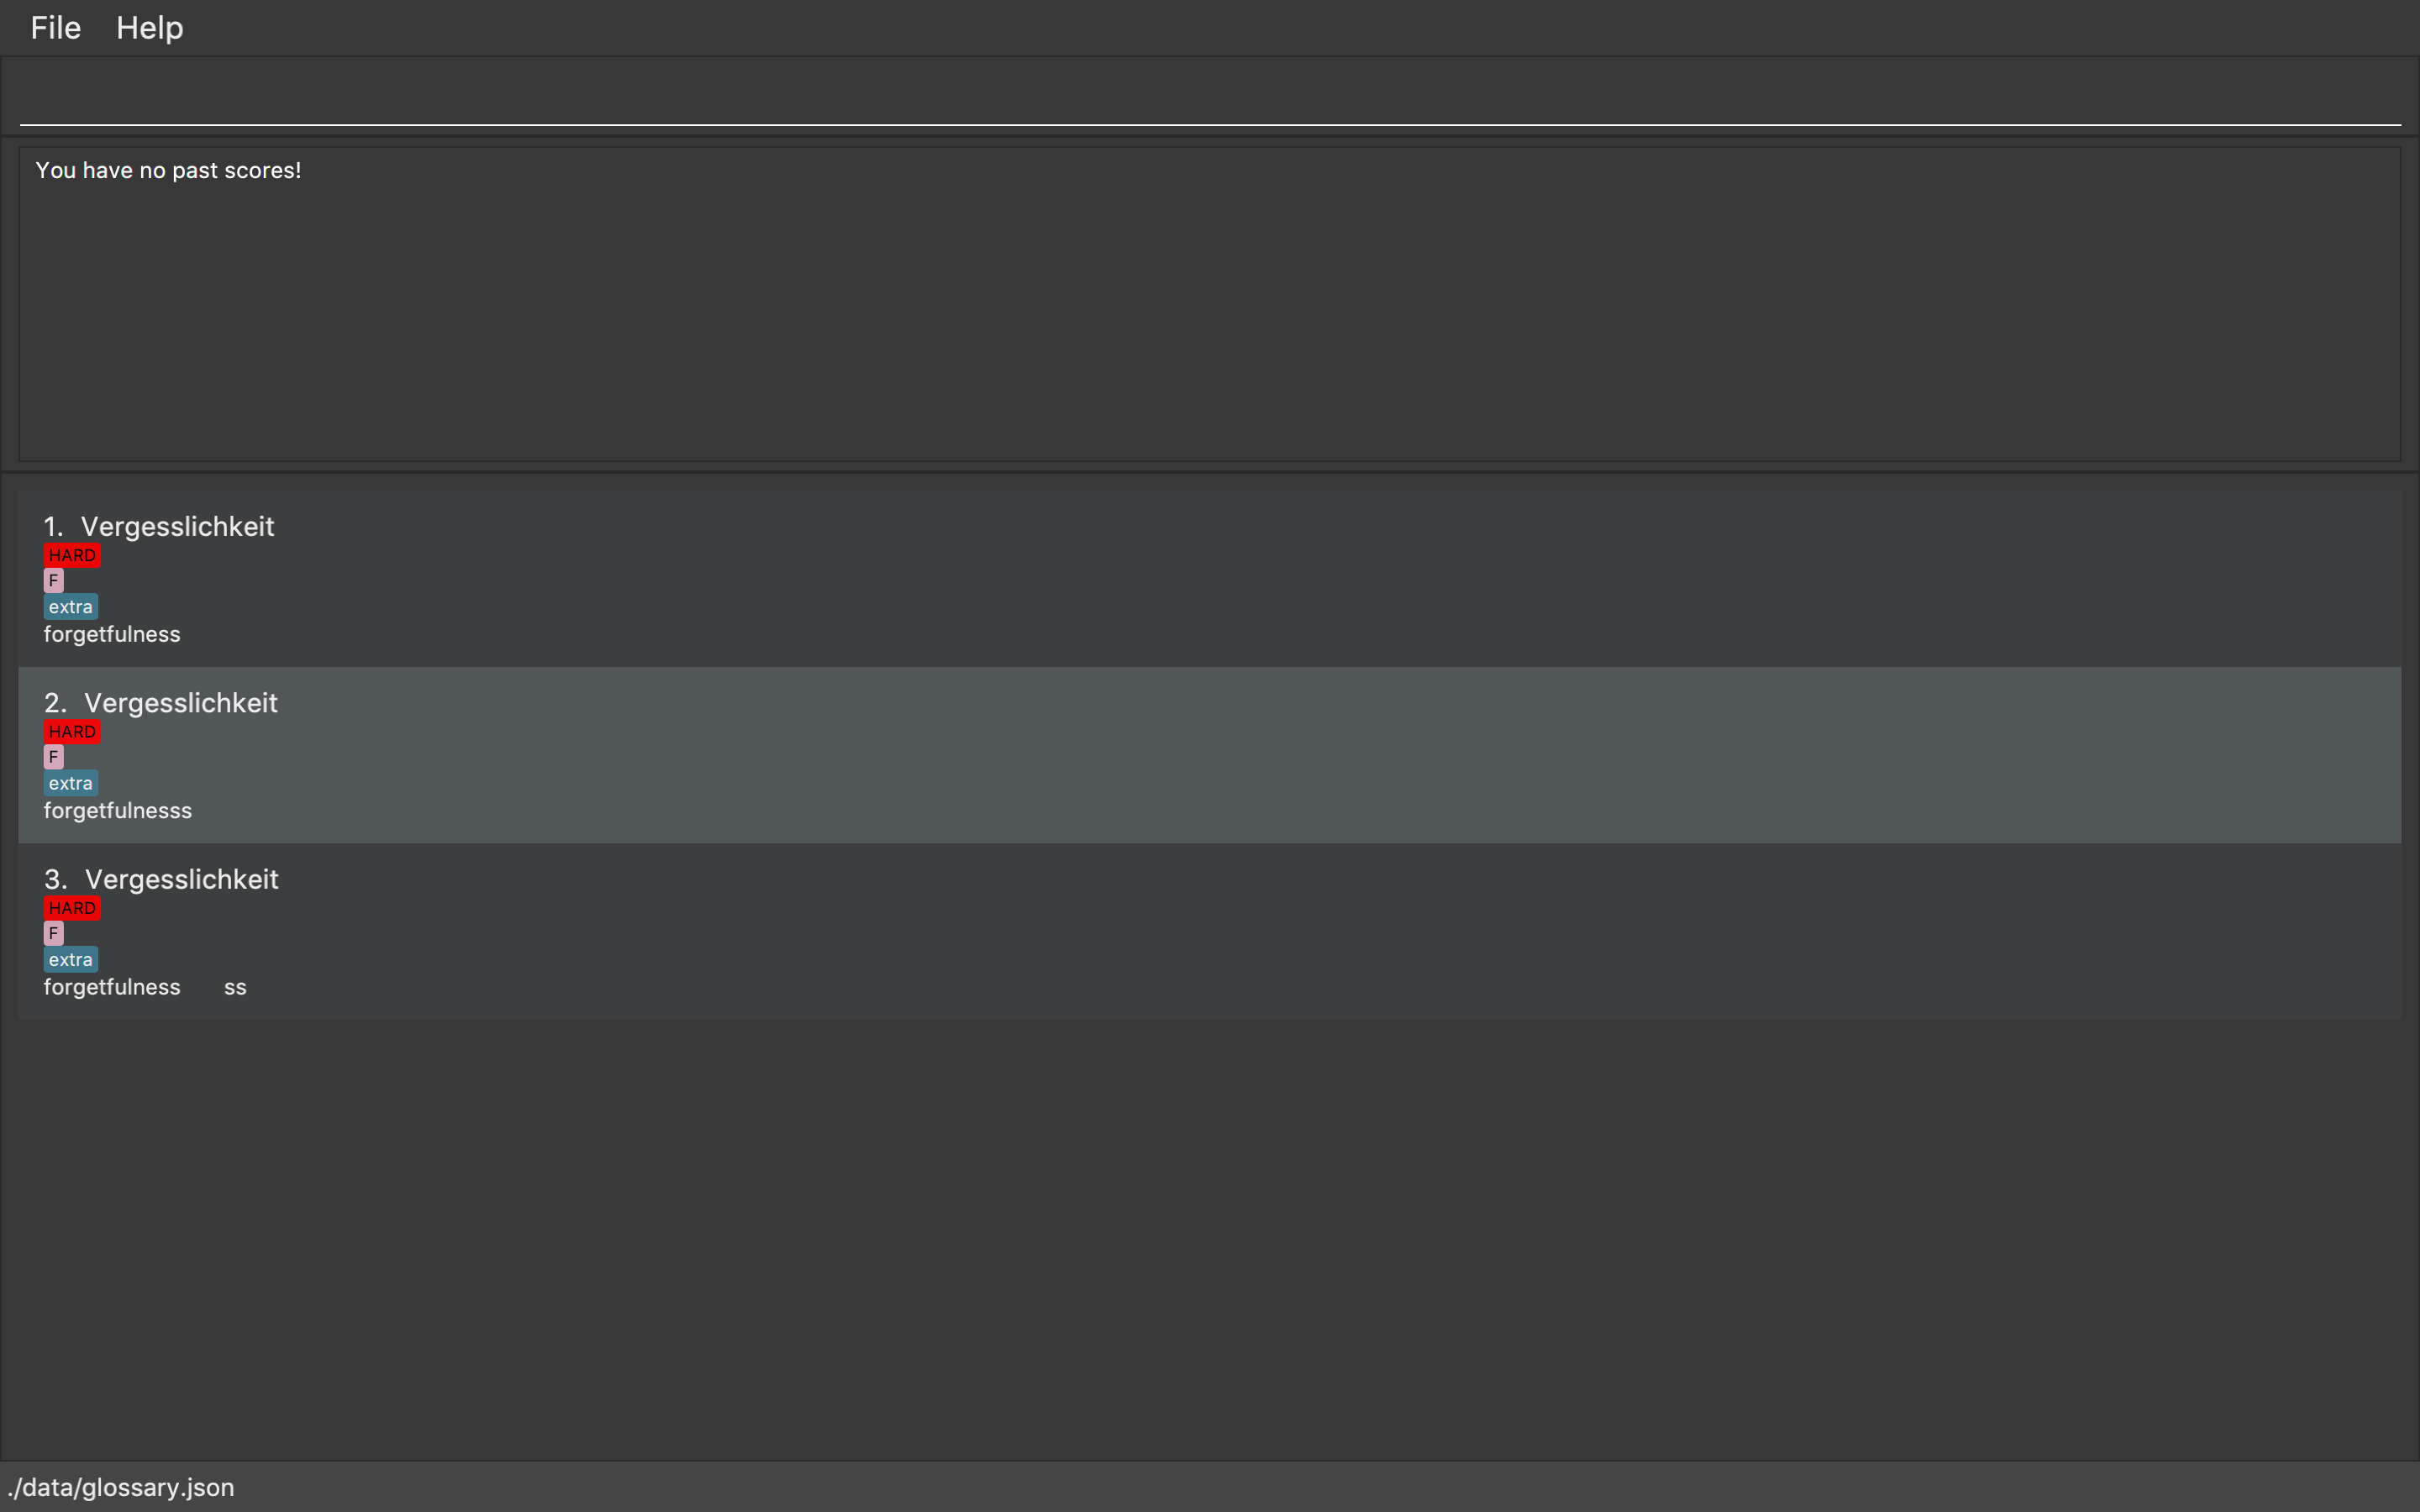 File Help
You have no past scores!
1. Vergesslichkeit
HARD
F
extra
forgetfulness
2. Vergesslichkeit
HARD
F
extra
forgetfulnesss
3. Vergesslichkeit
HARD
F
extra
forgetfulness ss
./data/glossary.json